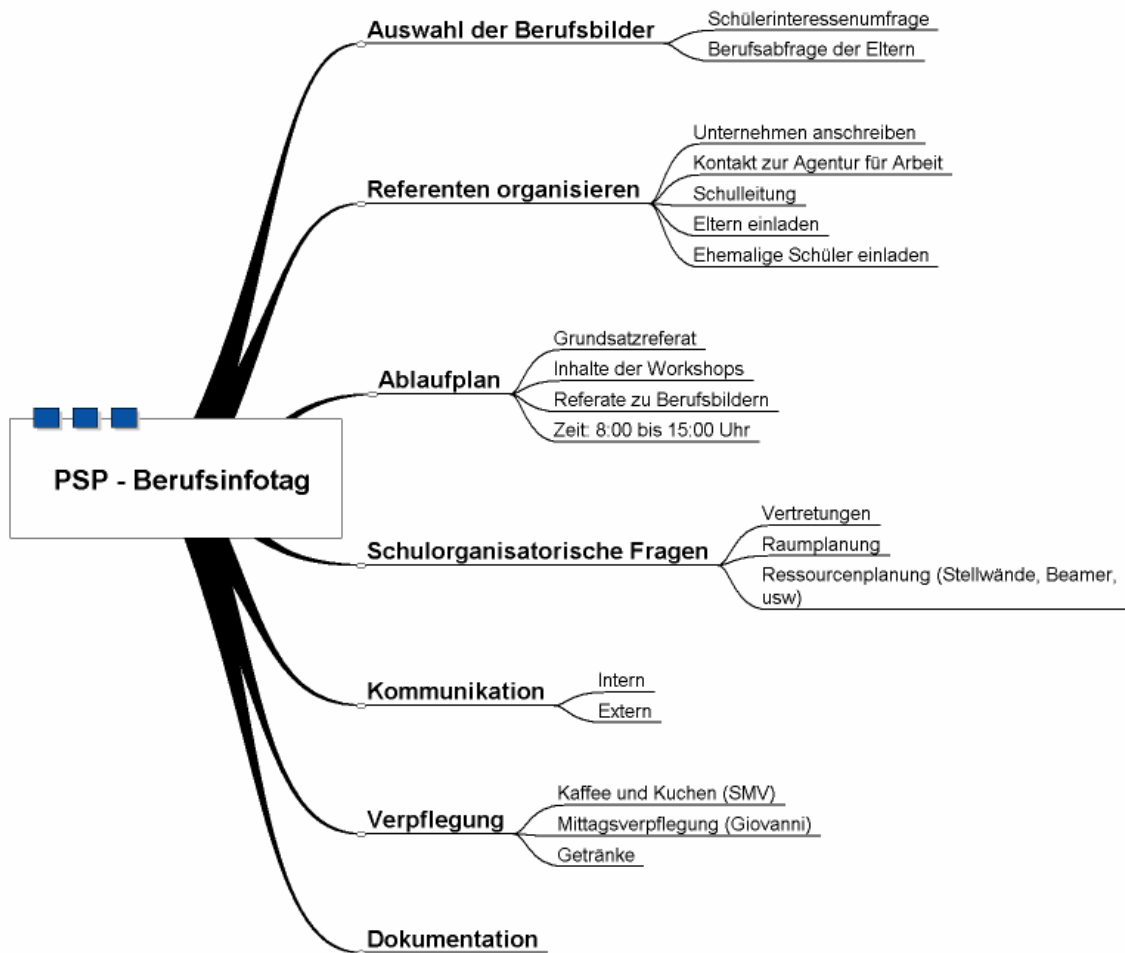 PSP - Berufsinfotag
Auswahl der Berufsbilder
Schülerinteressenumfrage
Berufsabfrage der Eltern
Referenten organisieren
Unternehmen anschreiben
Kontakt zur Agentur für Arbeit
Schulleitung
Eltern einladen
Ehemalige Schüler einladen
Ablaufplan
Grundsatzreferat
Inhalte der Workshops
Referate zu Berufsbildern
Zeit: 8:00 bis 15:00 Uhr
Schulorganisatorische Fragen
Vertretungen
Raumplanung
Ressourcenplanung (Stellwände, Beamer,
usw)
Kommunikation
Intern
Extern
Verpflegung
Kaffee und Kuchen (SMV)
Mittagsverpflegung (Giovanni)
Getränke
Dokumentation